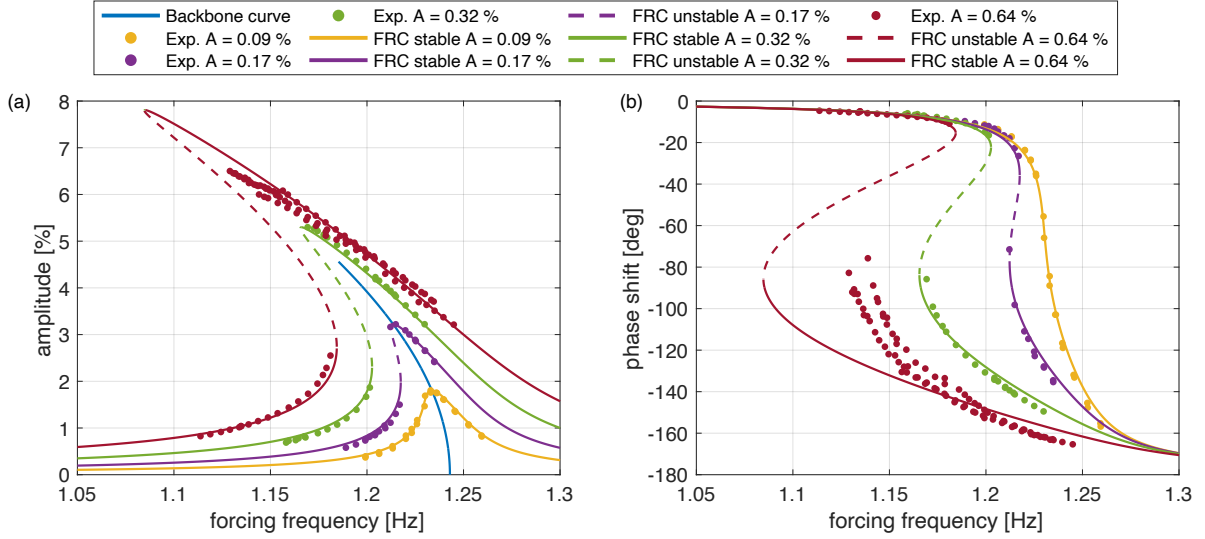 Backbone curve Exp. A = 0.32 % FRC unstable A = 0.17 % Exp. A = 0.64 %
Exp. A = 0.09 % FRC stable A = 0.09 % FRC stable A = 0.32 % FRC unstable A = 0.64 %
Exp. A = 0.17 % FRC stable A = 0.17 % FRC unstable A = 0.32 % FRC stable A = 0.64 %
(a)
8
7
6
5
4
3
2
1
0
amplitude [%]
1.05 1.1 1.15 1.2 1.25 1.3
forcing frequency [Hz]
(b)
0
-20
-40
-60
-80
-100
-120
-140
-160
-180
phase shift [deg]
1.05 1.1 1.15 1.2 1.25 1.3
forcing frequency [Hz]